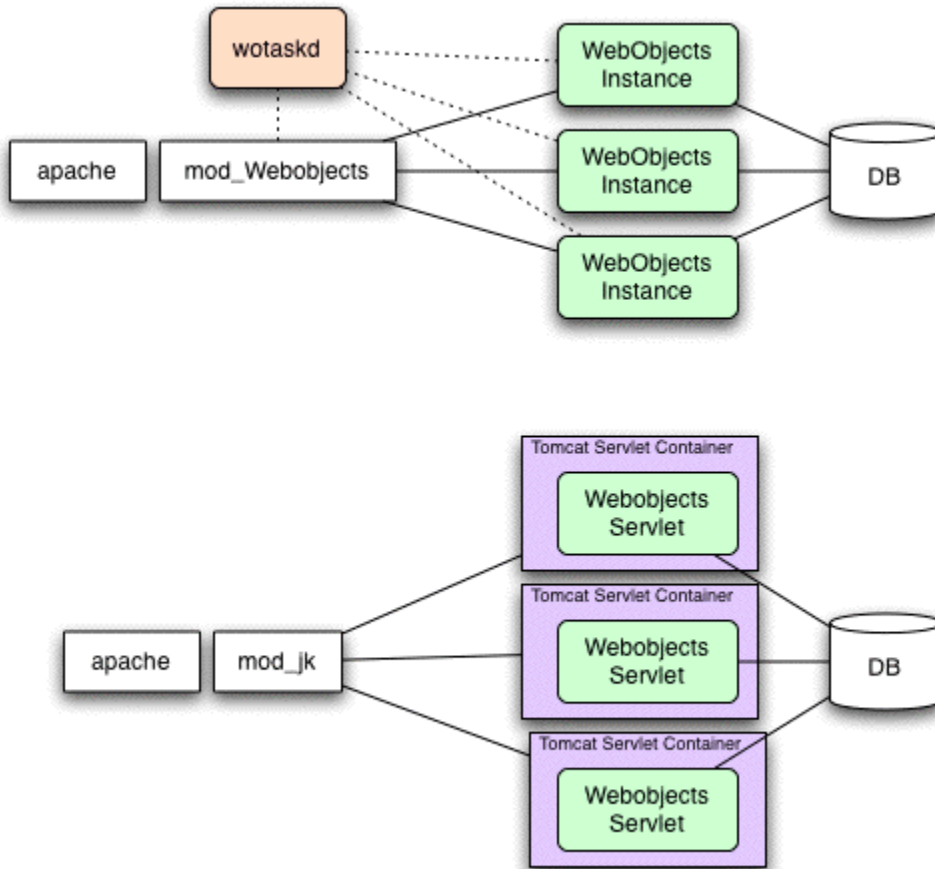 wotaskd
WebObjects
Instance
apache
mod_Webobjects
WebObjects
Instance
DB
WebObjects
Instance
Tomcat Servlet Container
Webobjects
Servlet
Tomcat Servlet Container
apache
mod_jk
Webobjects
Servlet
DB
Tomcat Servlet Container
Webobjects
Servlet